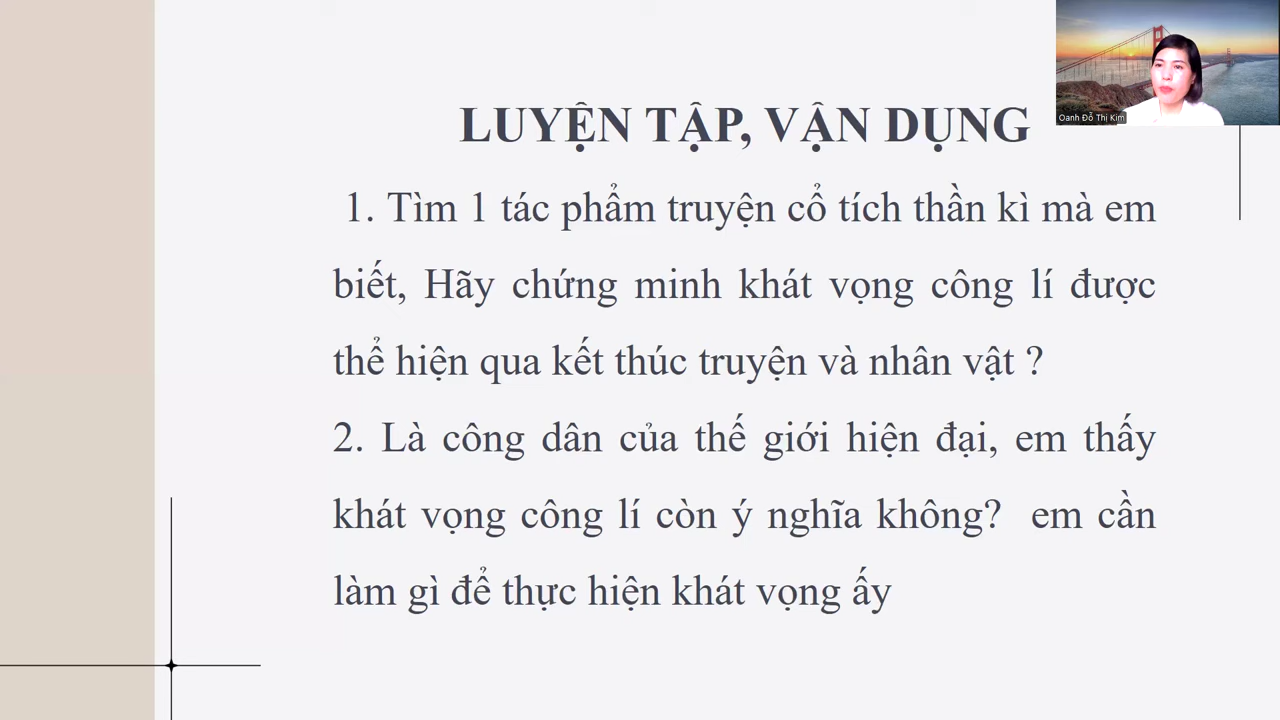 LUYỆN TẬP, VẬN DỤNG
Oanh Đỗ Thị Kim
1. Tìm 1 tác phẩm truyện cổ tích thần kì mà em
biết, Hãy chứng minh khát vọng công lí được
thể hiện qua kết thúc truyện và nhân vật ?
2. Là công dân của thế giới hiện đại, em thấy
khát vọng công lí còn ý nghĩa không? em cần
làm gì để thực hiện khát vọng ấy